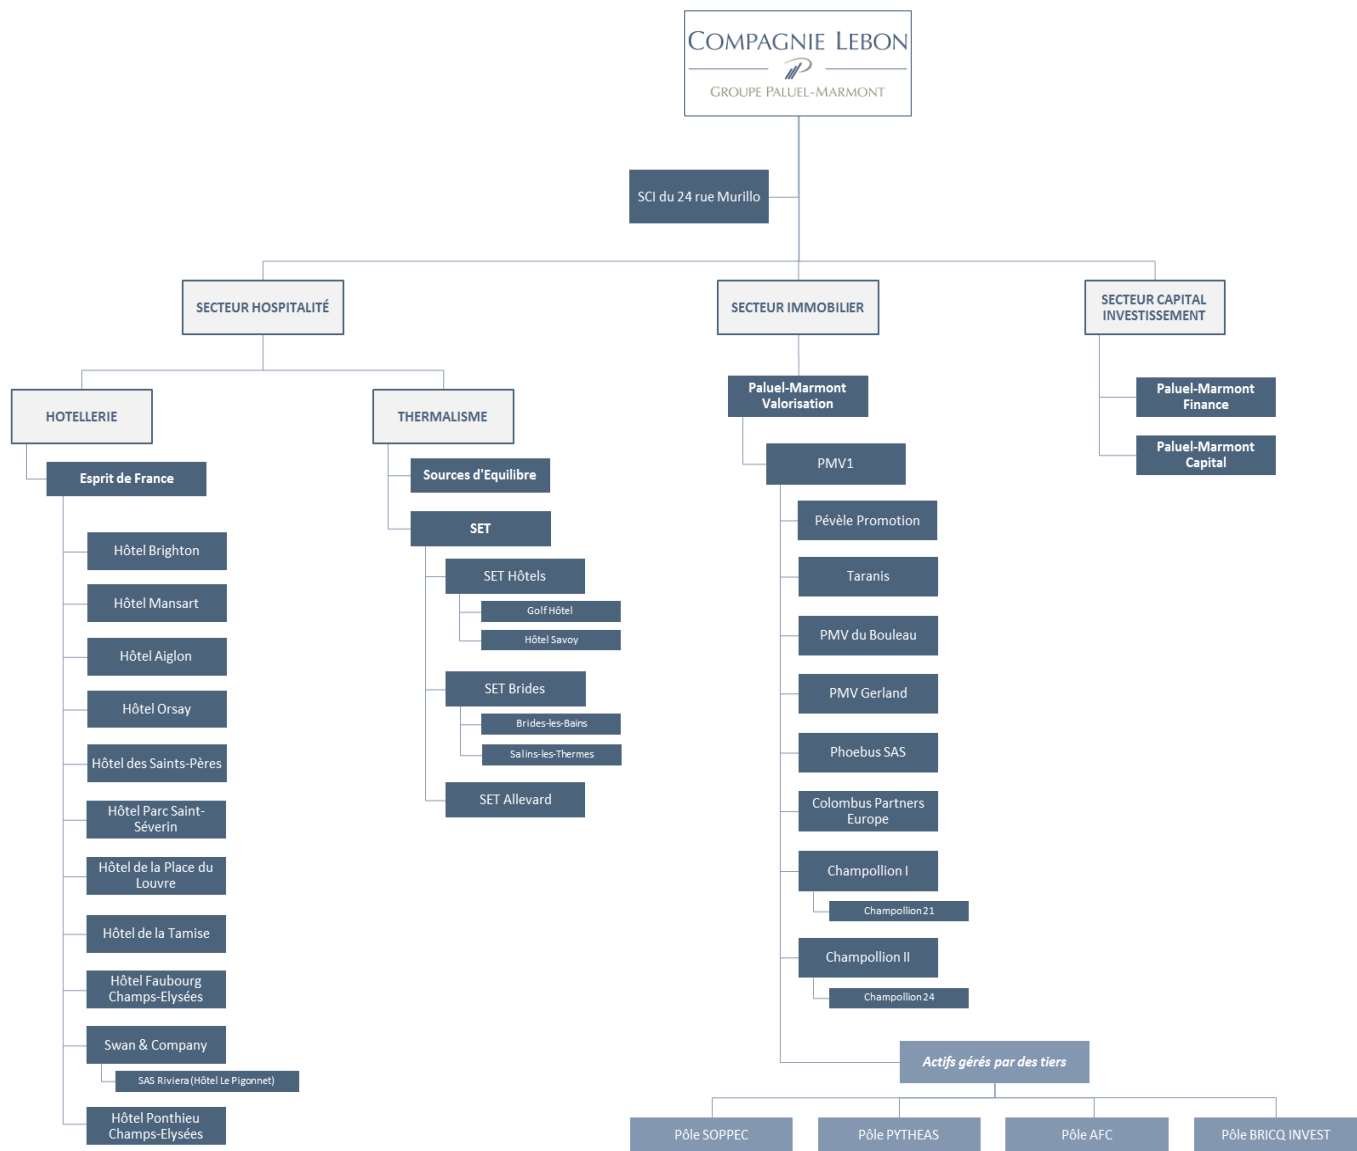 COMPAGNIE LEBON
GROUPE PALUEL-MARMONT
SCI du 24 rue Murillo
SECTEUR HOSPITALITÉ
HOTELLERIE
Esprit de France
Hôtel Brighton
Hôtel Mansart
Hôtel Aiglon
Hôtel Orsay
Hôtel des Saints-Pères
Hôtel Parc Saint-
Séverin
Hôtel de la Place du
Louvre
Hôtel de la Tamise
Hôtel Faubourg
Champs-Elysées
Swan & Company
SAS Riviera (Hôtel Le Pigonnet)
Hôtel Ponthieu
Champs-Elysées
THERMALISME
Sources d'Equilibre
SET
SET Hôtels
Golf Hôtel
Hôtel Savoy
SET Brides
Brides-les-Bains
Salins-les-Thermes
SET Allevard
SECTEUR IMMOBILIER
Paluel-Marmont
Valorisation
PMV1
Pévèle Promotion
Taranis
PMV du Bouleau
PMV Gerland
Phoebus SAS
Colombus Partners
Europe
Champollion I
Champollion 21
Champollion II
Champollion 24
Actifs gérés par des tiers
Pôle SOPPEC
Pôle PYTHEAS
Pôle AFC
Pôle BRICQ INVEST
SECTEUR CAPITAL
INVESTISSEMENT
Paluel-Marmont
Finance
Paluel-Marmont
Capital